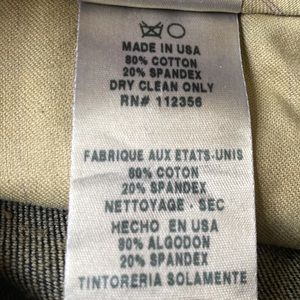 MADE IN USA
80% COTTON
20% SPANDEX
DRY CLEAN ONLY
RN# 112356
FABRIQUE AUX ETATS-UNIS
80% COTON
20% SPANDEX
NETTOYAGE - SEC
HECHO EN USA
80% ALGODON
20% SPANDEX
TINTORERIA SOLAMENTE